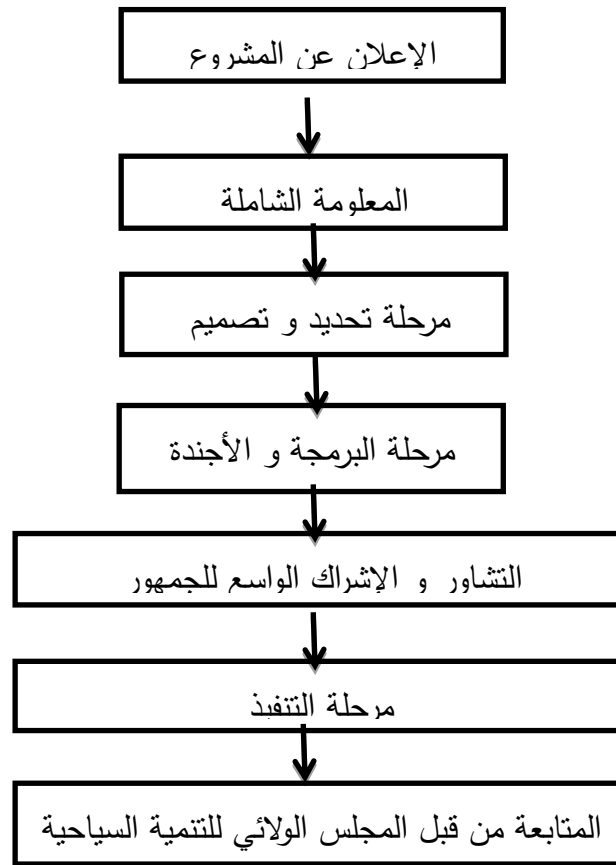 الإعلان عن المشروع
المعلومة الشاملة
مرحلة تحديد و تصميم
مرحلة البرمجة و الأجندة
التشاور و الإشراك الواسع للجمهور
مرحلة التنفيذ
المتابعة من قبل المجلس الولائي للتنمية السياحية